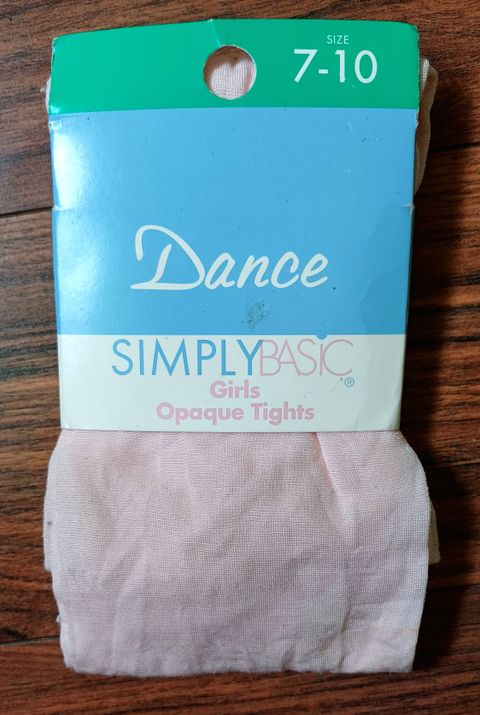 SIZE
7-10
Dance
SIMPLYBASIC®
Girls
Opaque Tights